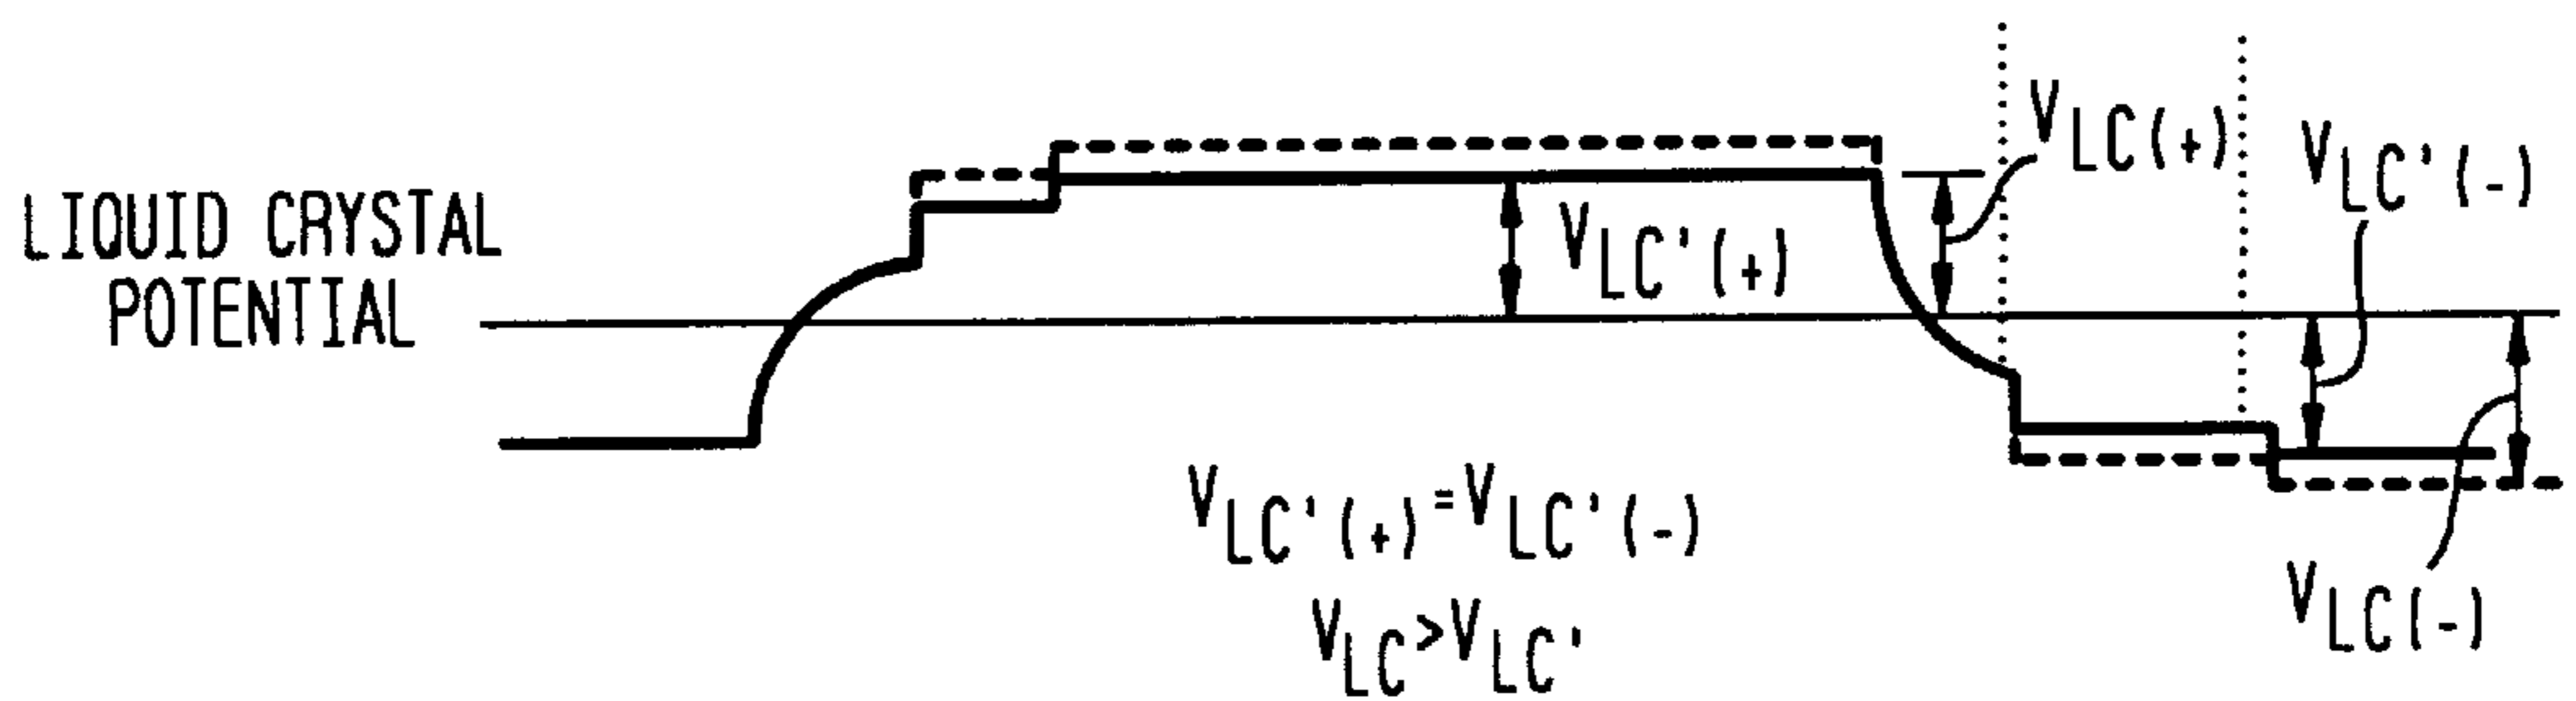 LIQUID CRYSTAL
POTENTIAL
VLC(+)
VLC'(-)
VLC'(+)
VLC'(+)=VLC'(-)
VLC>VLC'
VLC(-)